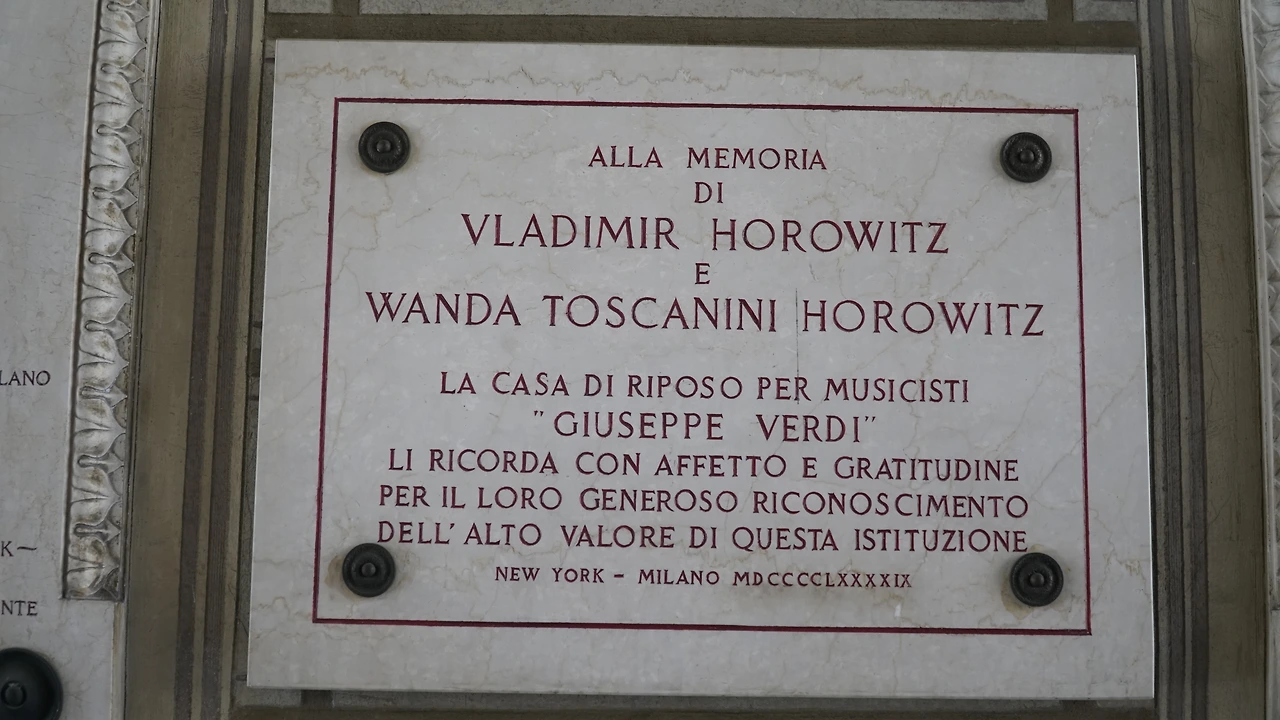 ALLA MEMORIA
DI
VLADIMIR HOROWITZ
E
WANDA TOSCANINI HOROWITZ
LA CASA DI RIPOSO PER MUSICISTI
"GIUSEPPE VERDI"
LI RICORDA CON AFFETTO E GRATITUDINE
PER IL LORO GENEROSO RICONOSCIMENTO
DELL'ALTO VALORE DI QUESTA ISTITUZIONE
NEW YORK - MILANO MDCCCCLXXXXIX